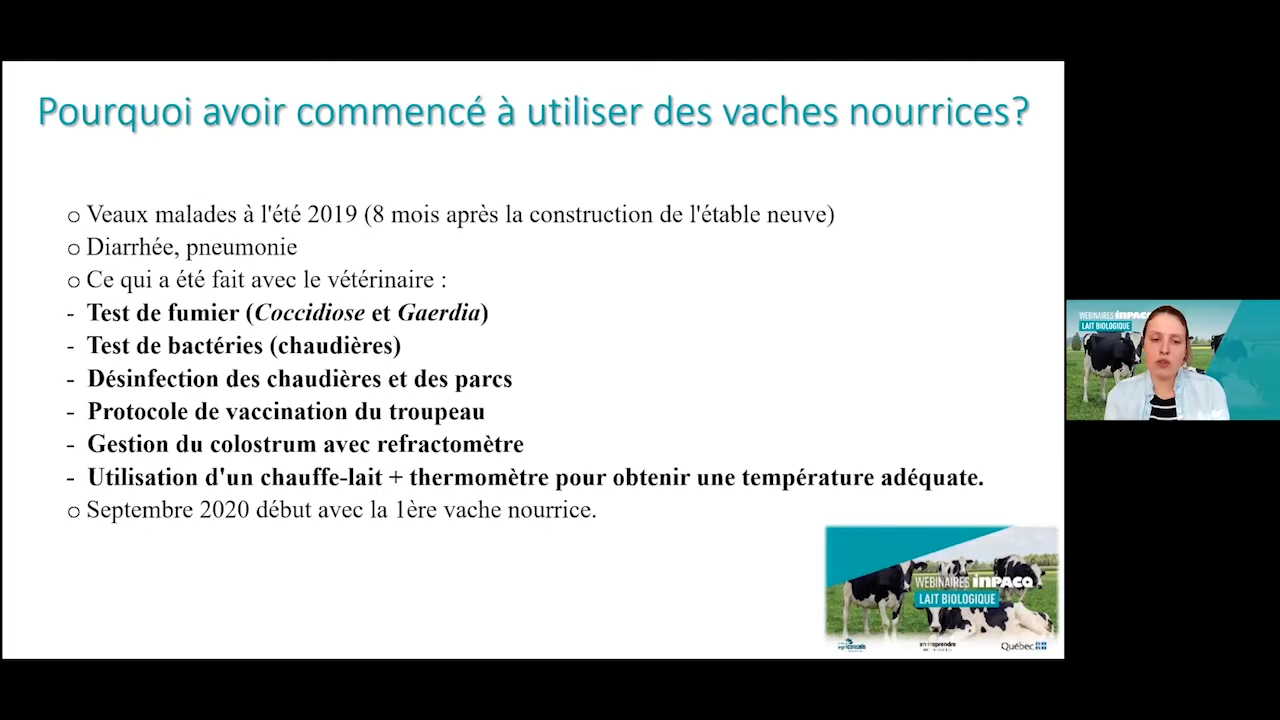 Pourquoi avoir commencé à utiliser des vaches nourrices?
o Veaux malades à l'été 2019 (8 mois après la construction de l'étable neuve)
o Diarrhée, pneumonie
o Ce qui a été fait avec le vétérinaire :
- Test de fumier (Coccidiose et Gaerdia)
- Test de bactéries (chaudières)
- Désinfection des chaudières et des parcs
- Protocole de vaccination du troupeau
- Gestion du colostrum avec refractomètre
- Utilisation d'un chauffe-lait + thermomètre pour obtenir une température adéquate.
o Septembre 2020 début avec la 1ère vache nourrice.
WEBINAIRES INPACQ
LAIT BIOLOGIQUE
entreprendre
Québec
WEBINAIRES INPACQ
LAIT BIOLOGIQUE